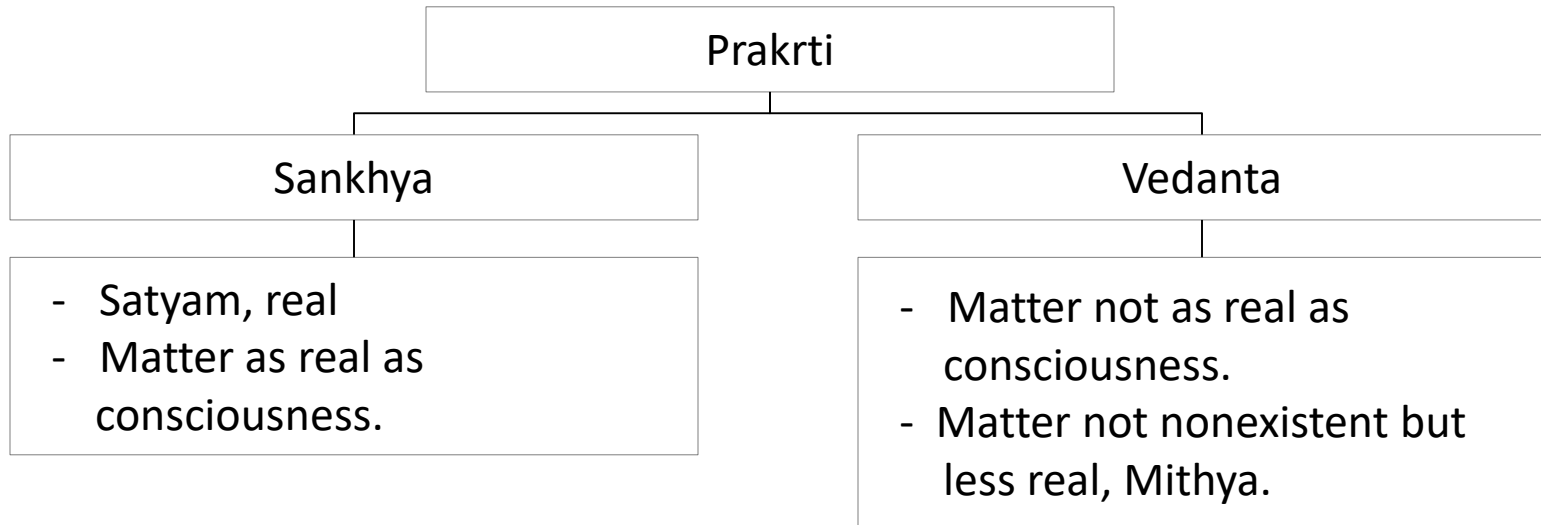 Prakrti
Sankhya
Vedanta
- Satyam, real
- Matter as real as
consciousness.
- Matter not as real as
consciousness.
- Matter not nonexistent but
less real, Mithya.